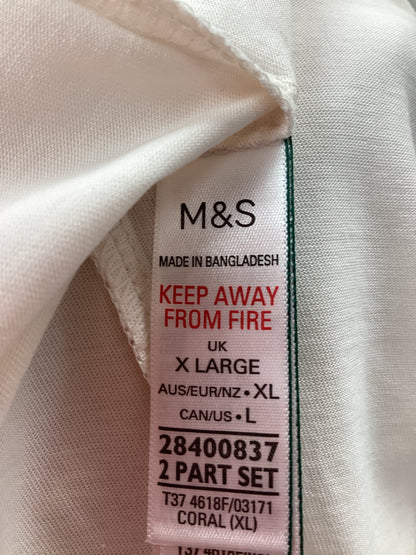 M&S
MADE IN BANGLADESH
KEEP AWAY
FROM FIRE
UK
X LARGE
AUS/EUR/NZ • XL
CAN/US • L
28400837
2 PART SET
T37 4618F/03171
CORAL (XL)